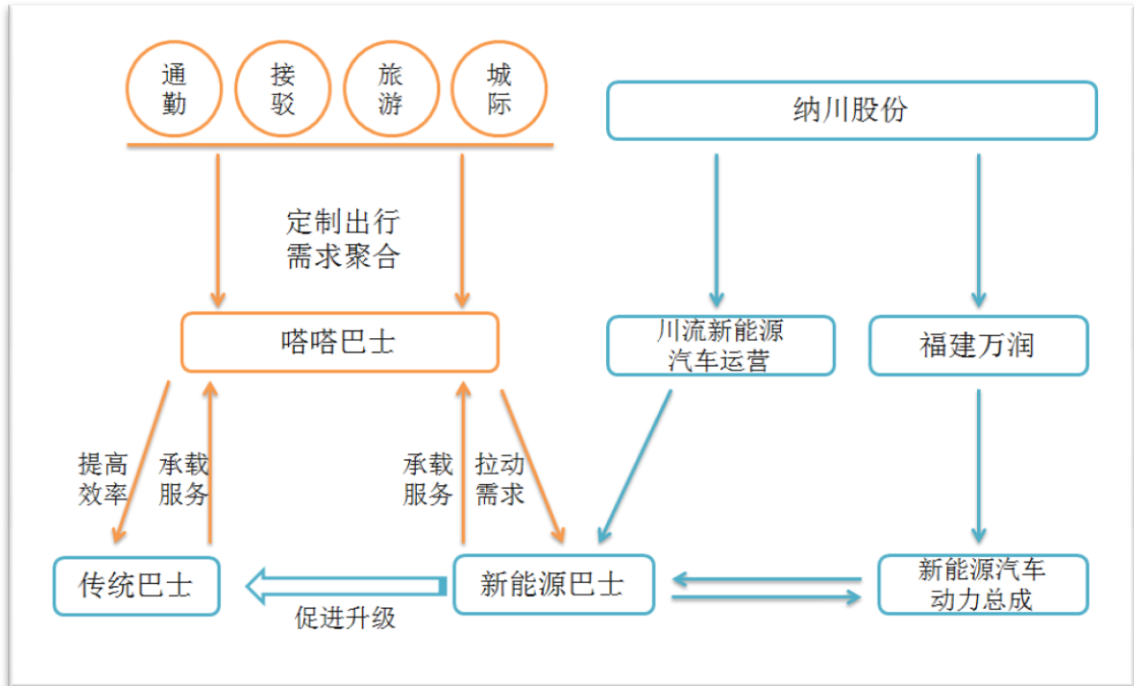 通勤
接驳
旅游
城际
纳川股份
定制出行
需求聚合
嗒嗒巴士
川流新能源
汽车运营
福建万润
提高
效率
承载
服务
承载
服务
拉动
需求
传统巴士
促进升级
新能源巴士
新能源汽车
动力总成